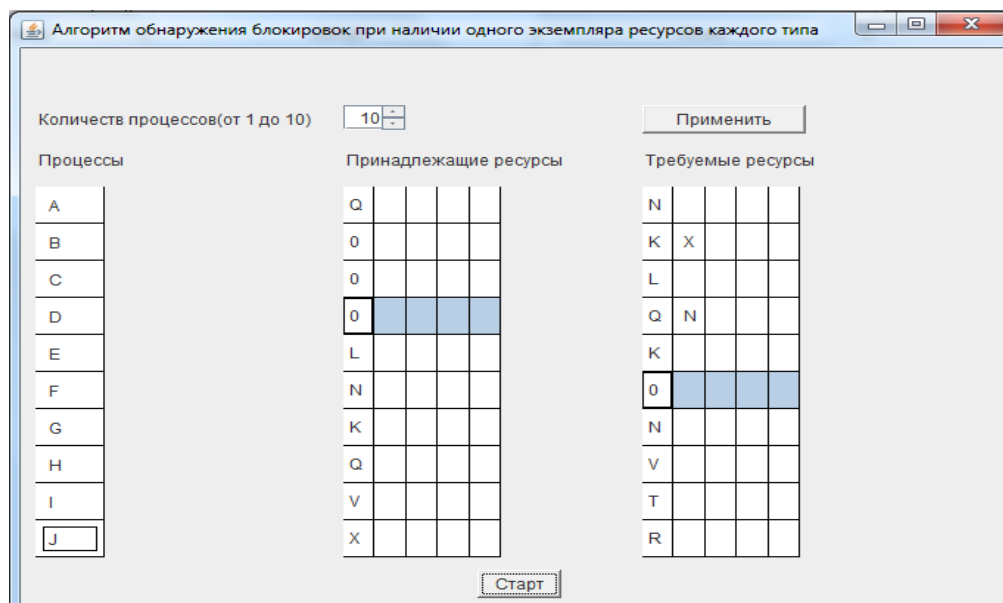 Алгоритм обнаружения блокировок при наличии одного экземпляра ресурсов каждого типа
Количеств процессов(от 1 до 10) 10 Применить
Процессы Принадлежащие ресурсы Требуемые ресурсы
A Q N
B 0 K X
C 0 L
D 0 Q N
E L K
F N 0
G K N
H Q V
I V T
J X R
Старт